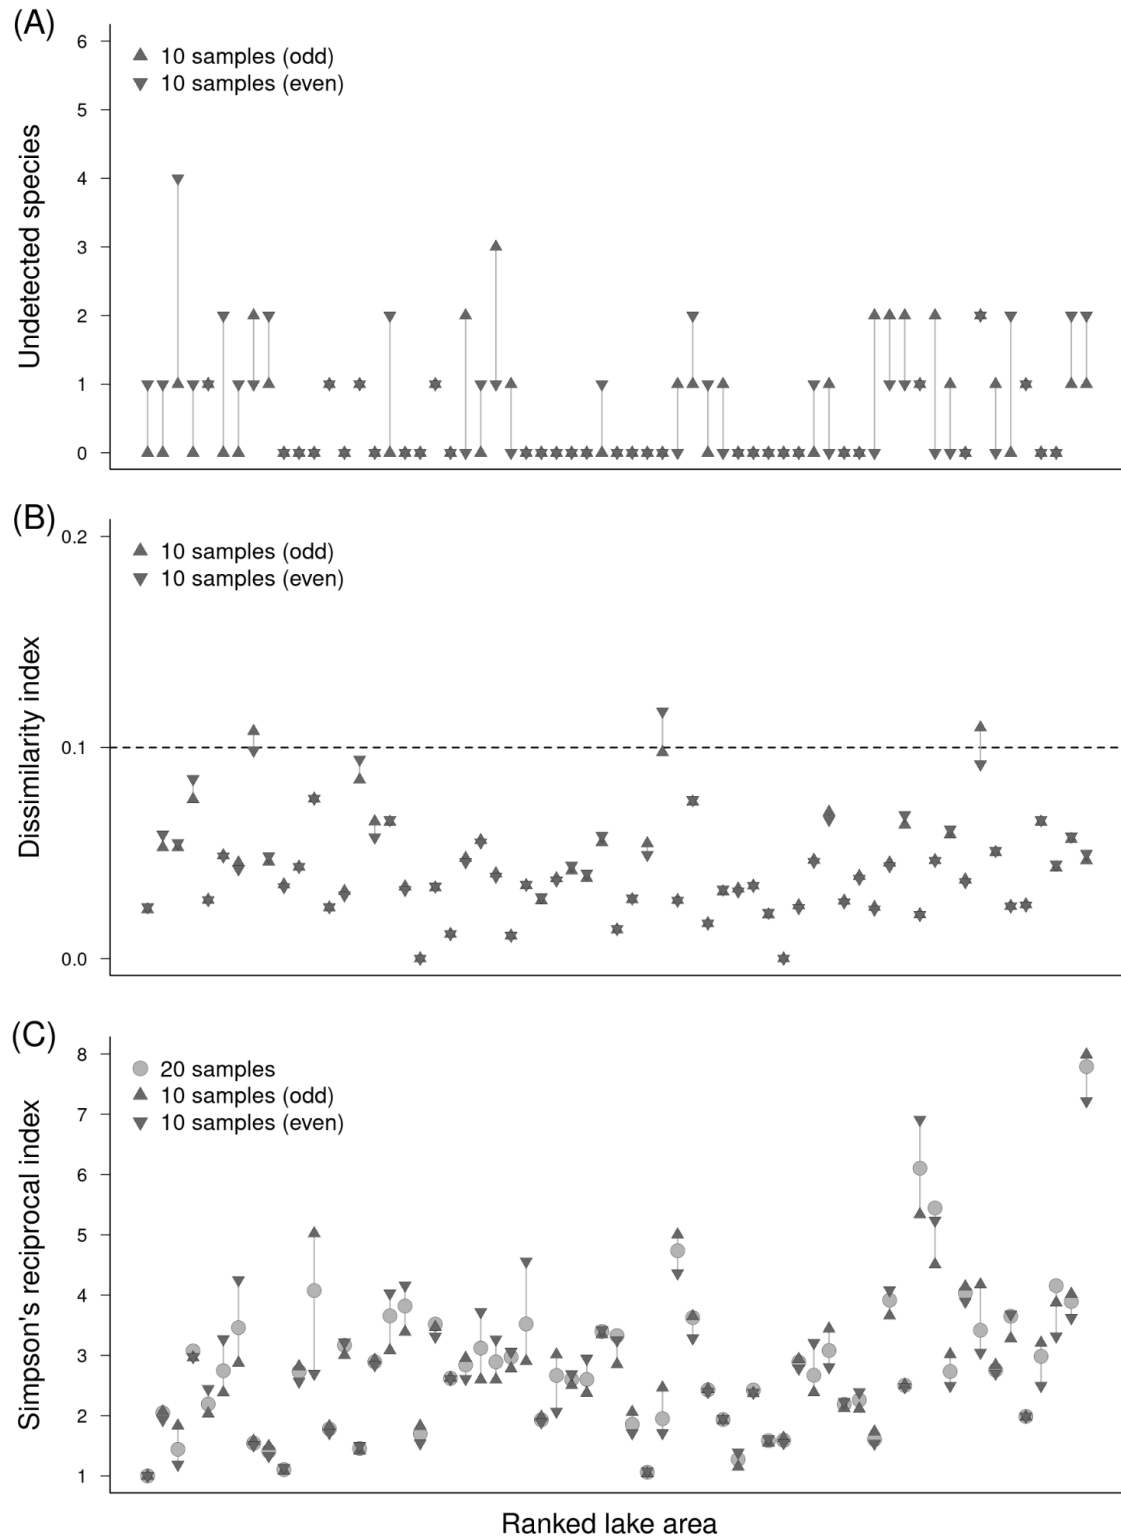 (A)
Undetected species
6
5
4
3
2
1
0
10 samples (odd)
10 samples (even)
(B)
Dissimilarity index
0.2
0.1
0.0
10 samples (odd)
10 samples (even)
(C)
Simpson's reciprocal index
8
7
6
5
4
3
2
1
20 samples
10 samples (odd)
10 samples (even)
Ranked lake area